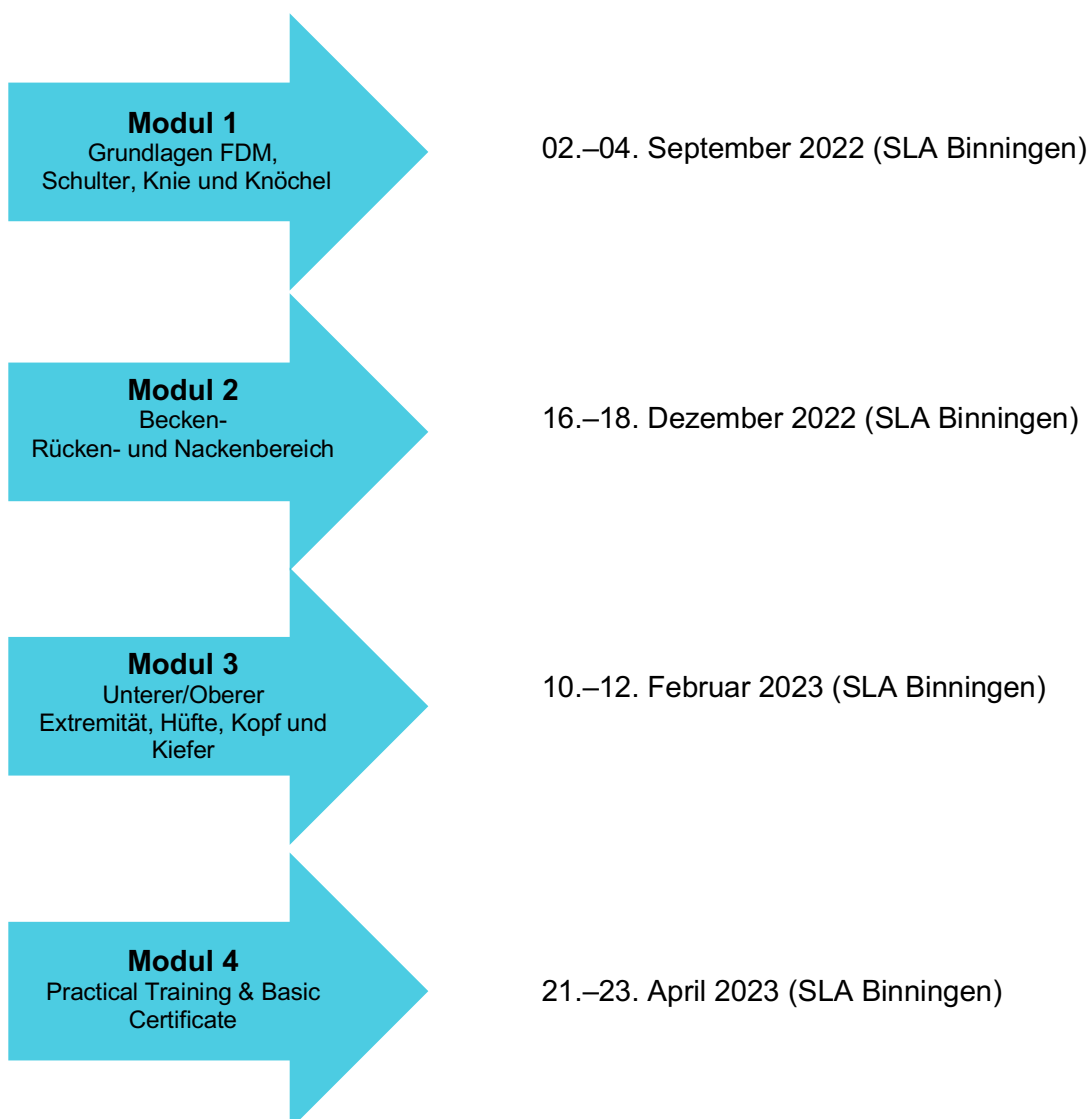 Modul 1
Grundlagen FDM,
Schulter, Knie und Knöchel
02.–04. September 2022 (SLA Binningen)
Modul 2
Becken-
Rücken- und Nackenbereich
16.–18. Dezember 2022 (SLA Binningen)
Modul 3
Unterer/Oberer
Extremität, Hüfte, Kopf und
Kiefer
10.–12. Februar 2023 (SLA Binningen)
Modul 4
Practical Training & Basic
Certificate
21.–23. April 2023 (SLA Binningen)